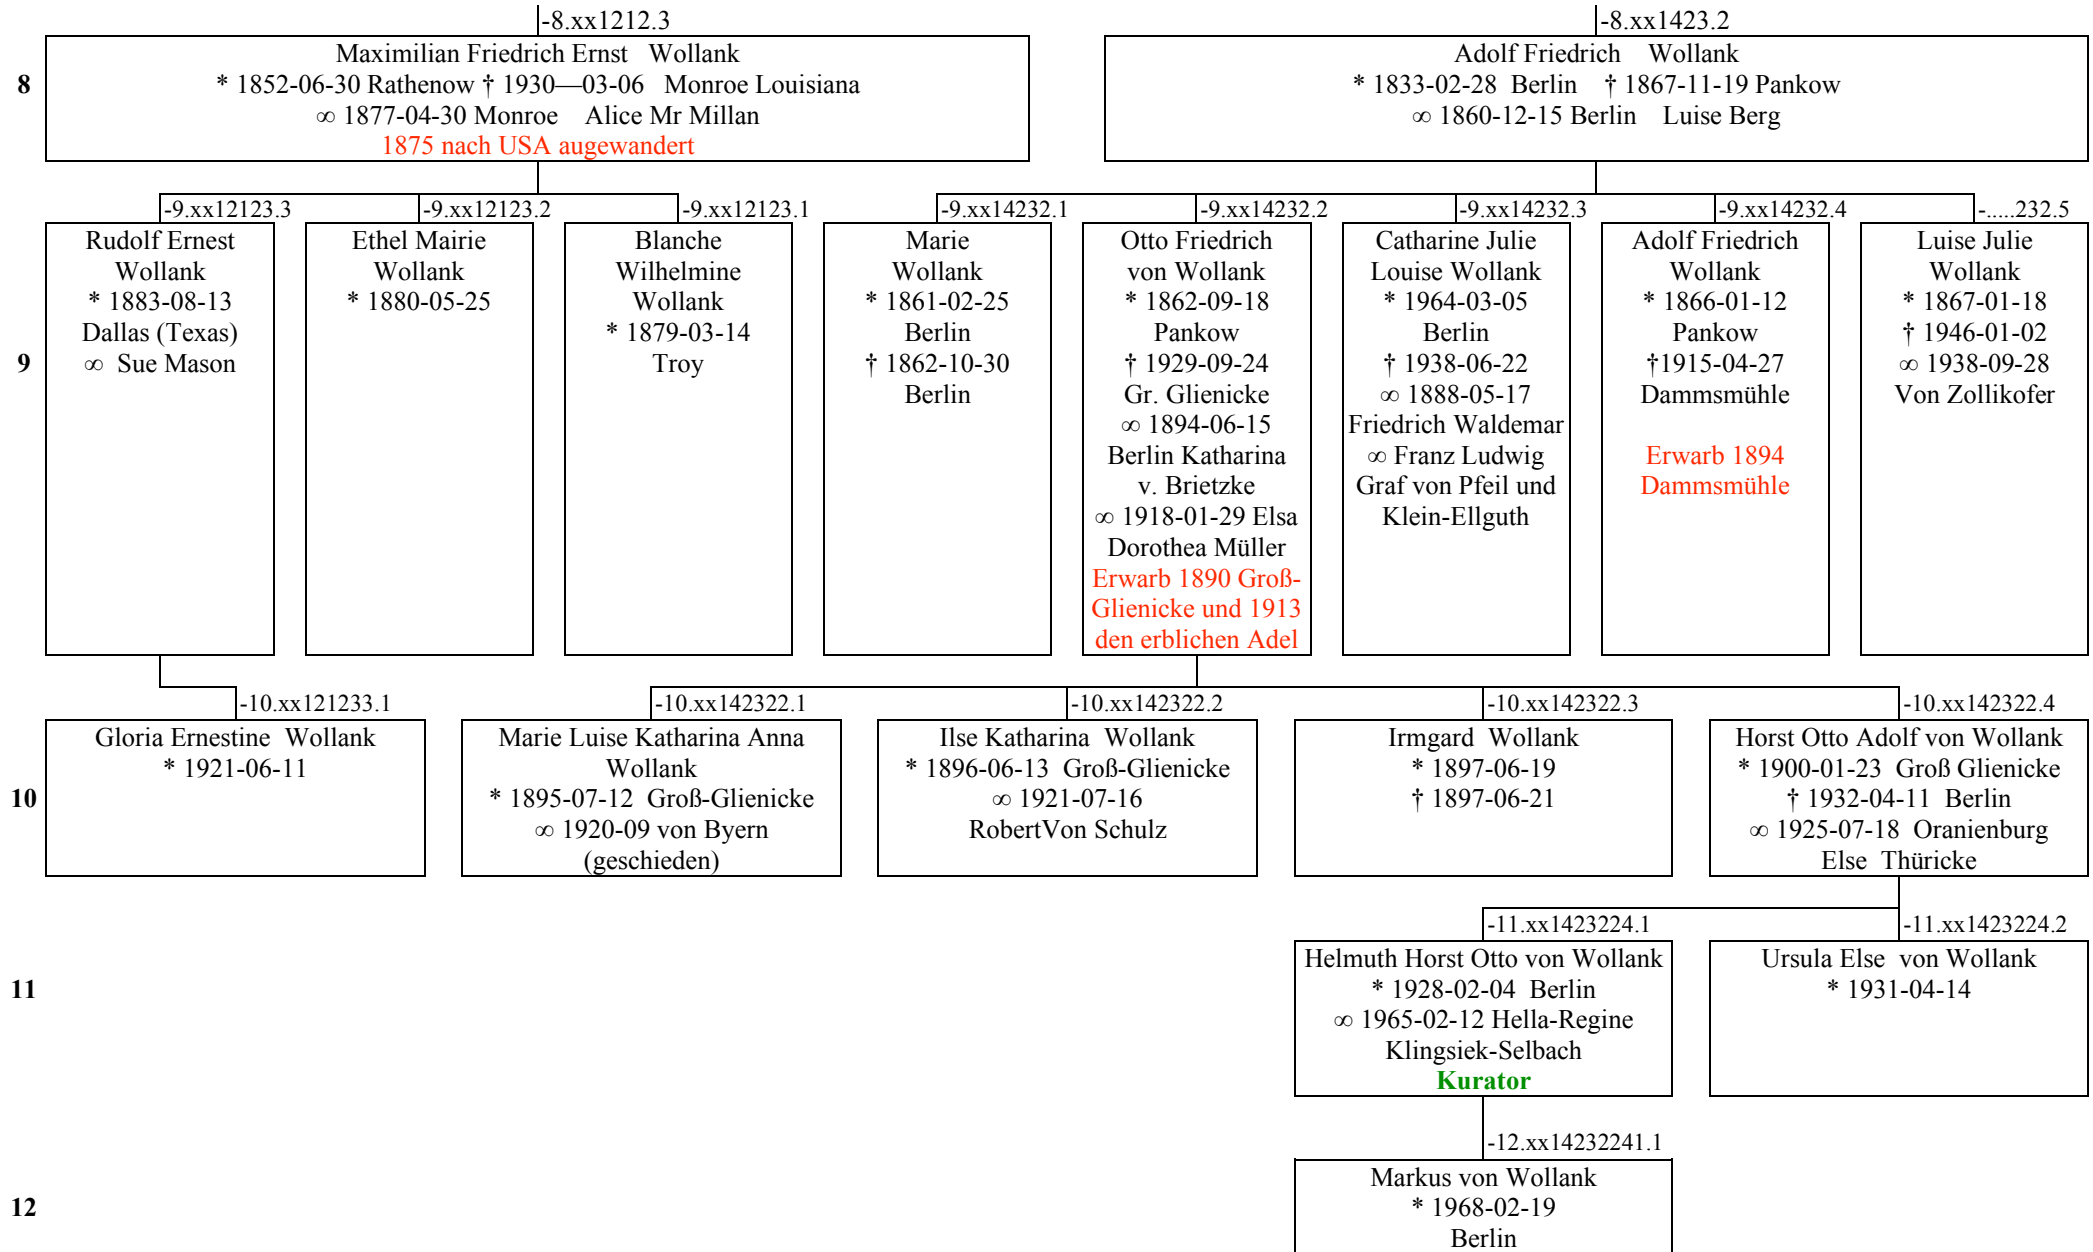 -8.xx1212.3
Maximilian Friedrich Ernst Wollank
* 1852-06-30 Rathenow † 1930—03-06 Monroe Louisiana
∞ 1877-04-30 Monroe Alice Mr Millan
1875 nach USA augewandert
-8.xx1423.2
Adolf Friedrich Wollank
* 1833-02-28 Berlin † 1867-11-19 Pankow
∞ 1860-12-15 Berlin Luise Berg
8
-9.xx12123.3
Rudolf Ernest
Wollank
* 1883-08-13
Dallas (Texas)
∞ Sue Mason
-9.xx12123.2
Ethel Mairie
Wollank
* 1880-05-25
-9.xx12123.1
Blanche
Wilhelmine
Wollank
* 1879-03-14
Troy
-9.xx14232.1
Marie
Wollank
* 1861-02-25
Berlin
† 1862-10-30
Berlin
-9.xx14232.2
Otto Friedrich
von Wollank
* 1862-09-18
Pankow
† 1929-09-24
Gr. Glienicke
∞ 1894-06-15
Berlin Katharina
v. Brietzke
∞ 1918-01-29 Elsa
Dorothea Müller
Erwarb 1890 Groß-
Glienicke und 1913
den erblichen Adel
-9.xx14232.3
Catharine Julie
Louise Wollank
* 1964-03-05
Berlin
† 1938-06-22
∞ 1888-05-17
Friedrich Waldemar
∞ Franz Ludwig
Graf von Pfeil und
Klein-Ellguth
-9.xx14232.4
Adolf Friedrich
Wollank
* 1866-01-12
Pankow
†1915-04-27
Dammsmühle
Erwarb 1894
Dammsmühle
-.....232.5
Luise Julie
Wollank
* 1867-01-18
† 1946-01-02
∞ 1938-09-28
Von Zollikofer
9
-10.xx121233.1
Gloria Ernestine Wollank
* 1921-06-11
-10.xx142322.1
Marie Luise Katharina Anna
Wollank
* 1895-07-12 Groß-Glienicke
∞ 1920-09 von Byern
(geschieden)
-10.xx142322.2
Ilse Katharina Wollank
* 1896-06-13 Groß-Glienicke
∞ 1921-07-16
RobertVon Schulz
-10.xx142322.3
Irmgard Wollank
* 1897-06-19
† 1897-06-21
-10.xx142322.4
Horst Otto Adolf von Wollank
* 1900-01-23 Groß Glienicke
† 1932-04-11 Berlin
∞ 1925-07-18 Oranienburg
Else Thüricke
10
-11.xx1423224.1
Helmuth Horst Otto von Wollank
* 1928-02-04 Berlin
∞ 1965-02-12 Hella-Regine
Klingsiek-Selbach
Kurator
-11.xx1423224.2
Ursula Else von Wollank
* 1931-04-14
11
-12.xx14232241.1
Markus von Wollank
* 1968-02-19
Berlin
12